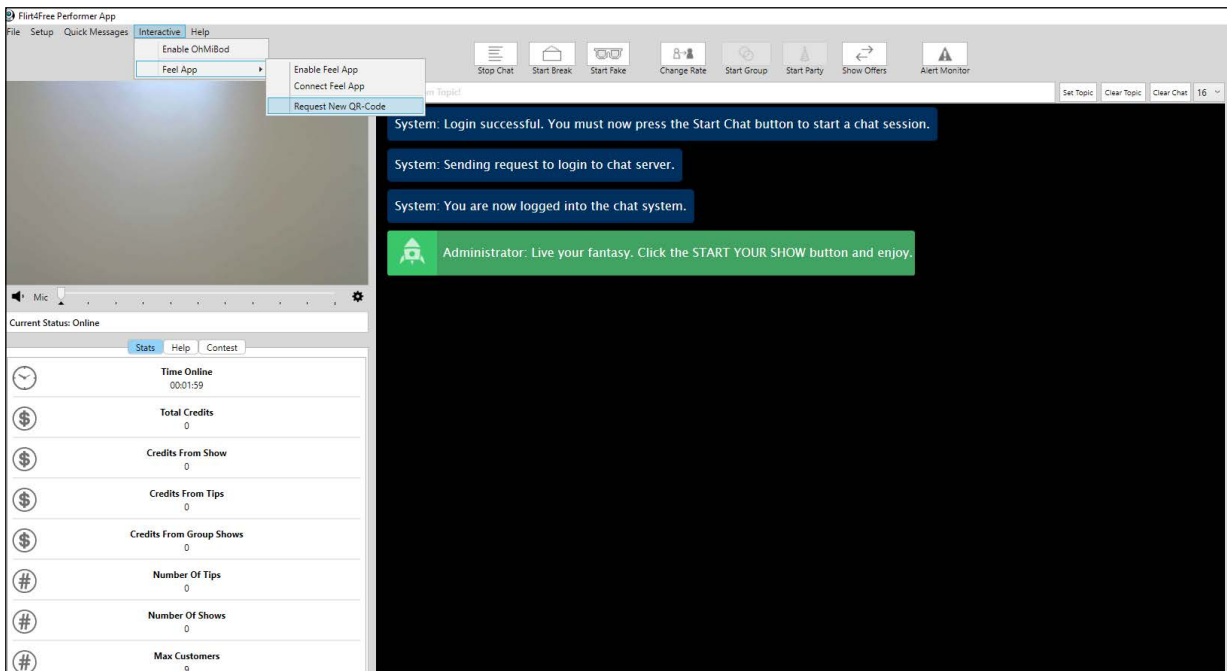 Flirt4Free Performer App
File Setup Quick Messages Interactive Help
Enable OhMiBod
Feel App
Enable Feel App
Connect Feel App
Request New QR-Code
Stop Chat Start Break Start Fake Change Rate Start Group Start Party Show Offers Alert Monitor
Topic! Set Topic Clear Topic Clear Chat 16
System: Login successful. You must now press the Start Chat button to start a chat session.
System: Sending request to login to chat server.
System: You are now logged into the chat system.
Administrator: Live your fantasy. Click the START YOUR SHOW button and enjoy.
Mic
Current Status: Online
Stats Help Contest
Time Online
00:01:59
Total Credits
0
Credits From Show
0
Credits From Tips
0
Credits From Group Shows
0
Number Of Tips
0
Number Of Shows
0
Max Customers
9